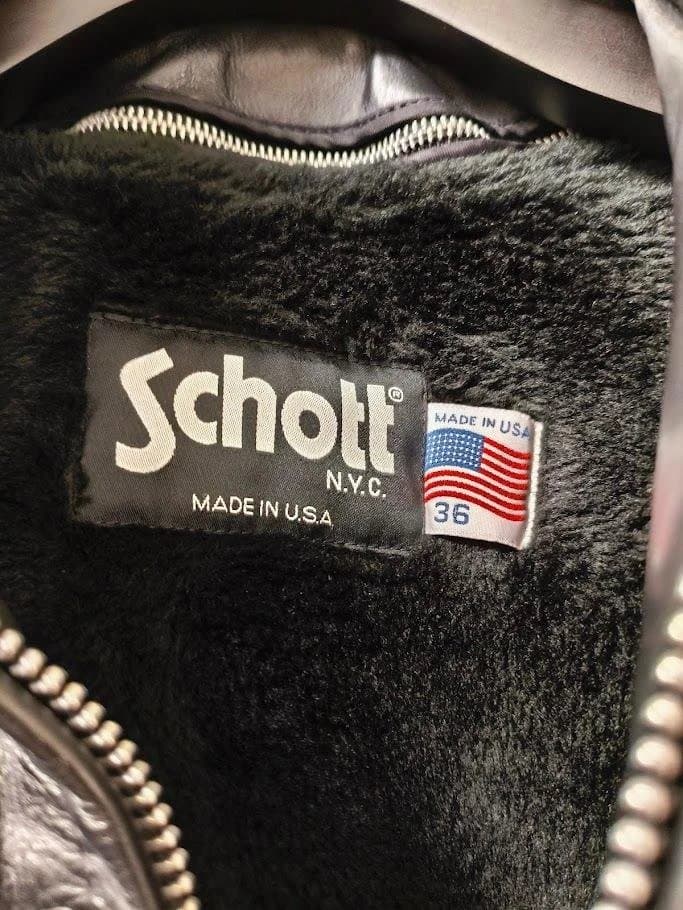 Schott®
N.Y.C.
MADE IN U.S.A
MADE IN USA
36